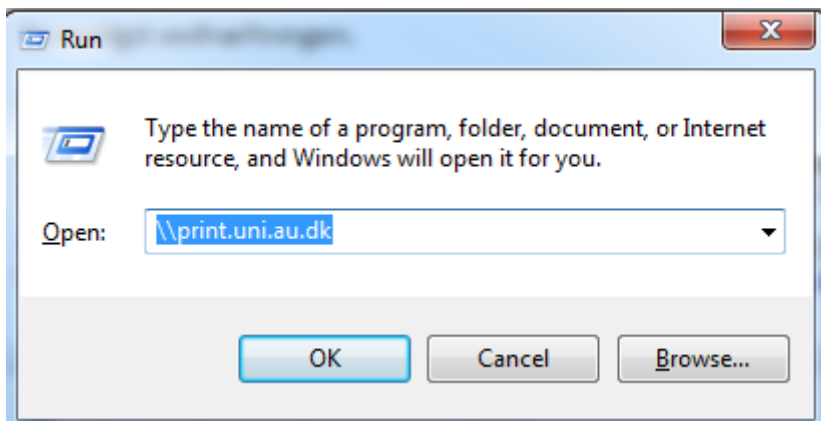 Run
Type the name of a program, folder, document, or Internet
resource, and Windows will open it for you.
Open: \\print.uni.au.dk
OK Cancel Browse...